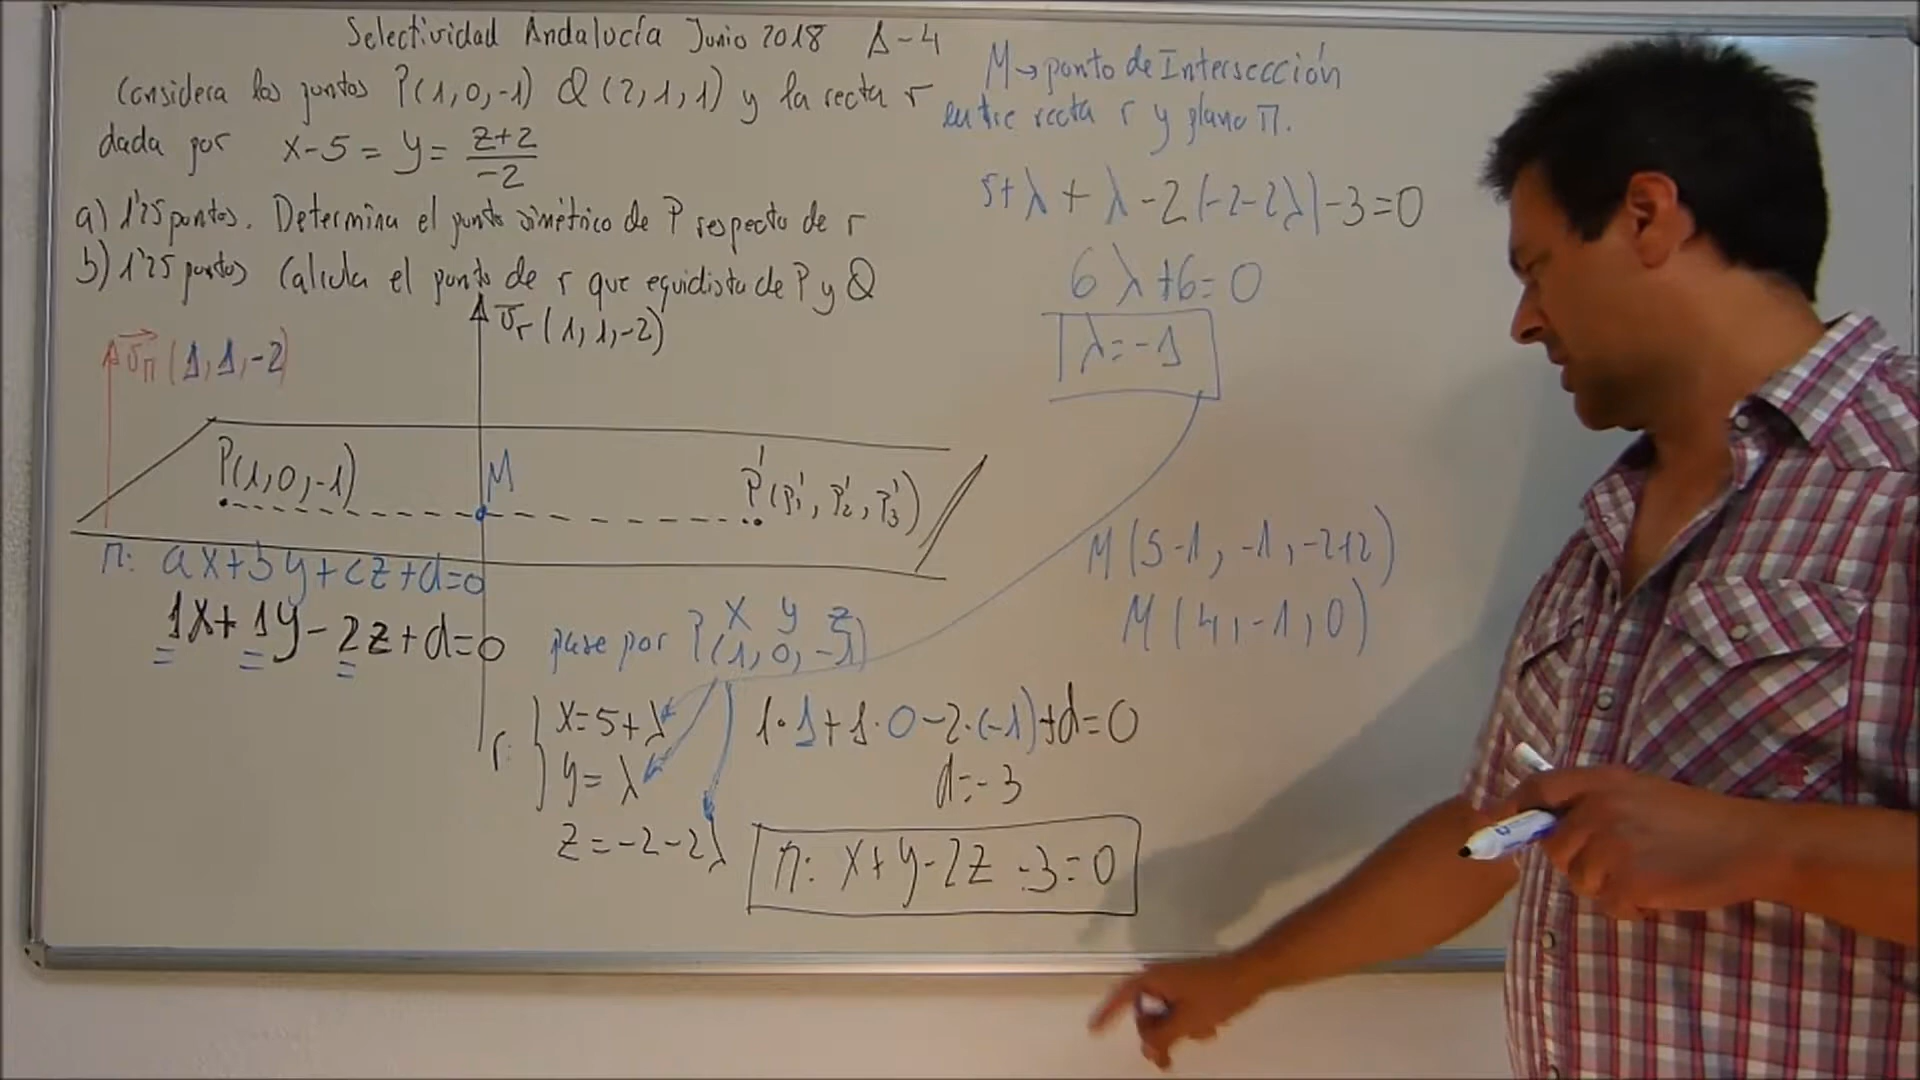 Selectividad Andalucía Junio 2018 A-4
Considera los puntos P(1,0,-1) Q(2,1,1) y la recta r
dada por x-5 = y = z+2/-2
a) 1'25 puntos. Determina el punto simétrico de P respecto de r
b) 1'25 puntos Calcula el punto de r que equidista de P y Q
v_r (1,1,-2)
v_π (1,1,-2)
P(1,0,-1)
M
P'(P1', P2', P3')
π: ax+by+cz+d=0
1x+1y-2z+d=0
pase por P(1,0,-1)
x y z
r: x=5+λ
y=λ
z=-2-2λ
1·1+1·0-2·(-1)+d=0
d=-3
π: x+y-2z-3=0
M→punto de Intersección
entre recta r y plano π.
5+λ+λ-2(-2-2λ)-3=0
6λ+6=0
λ=-1
M(5-1,-1,-2+2)
M(4,-1,0)